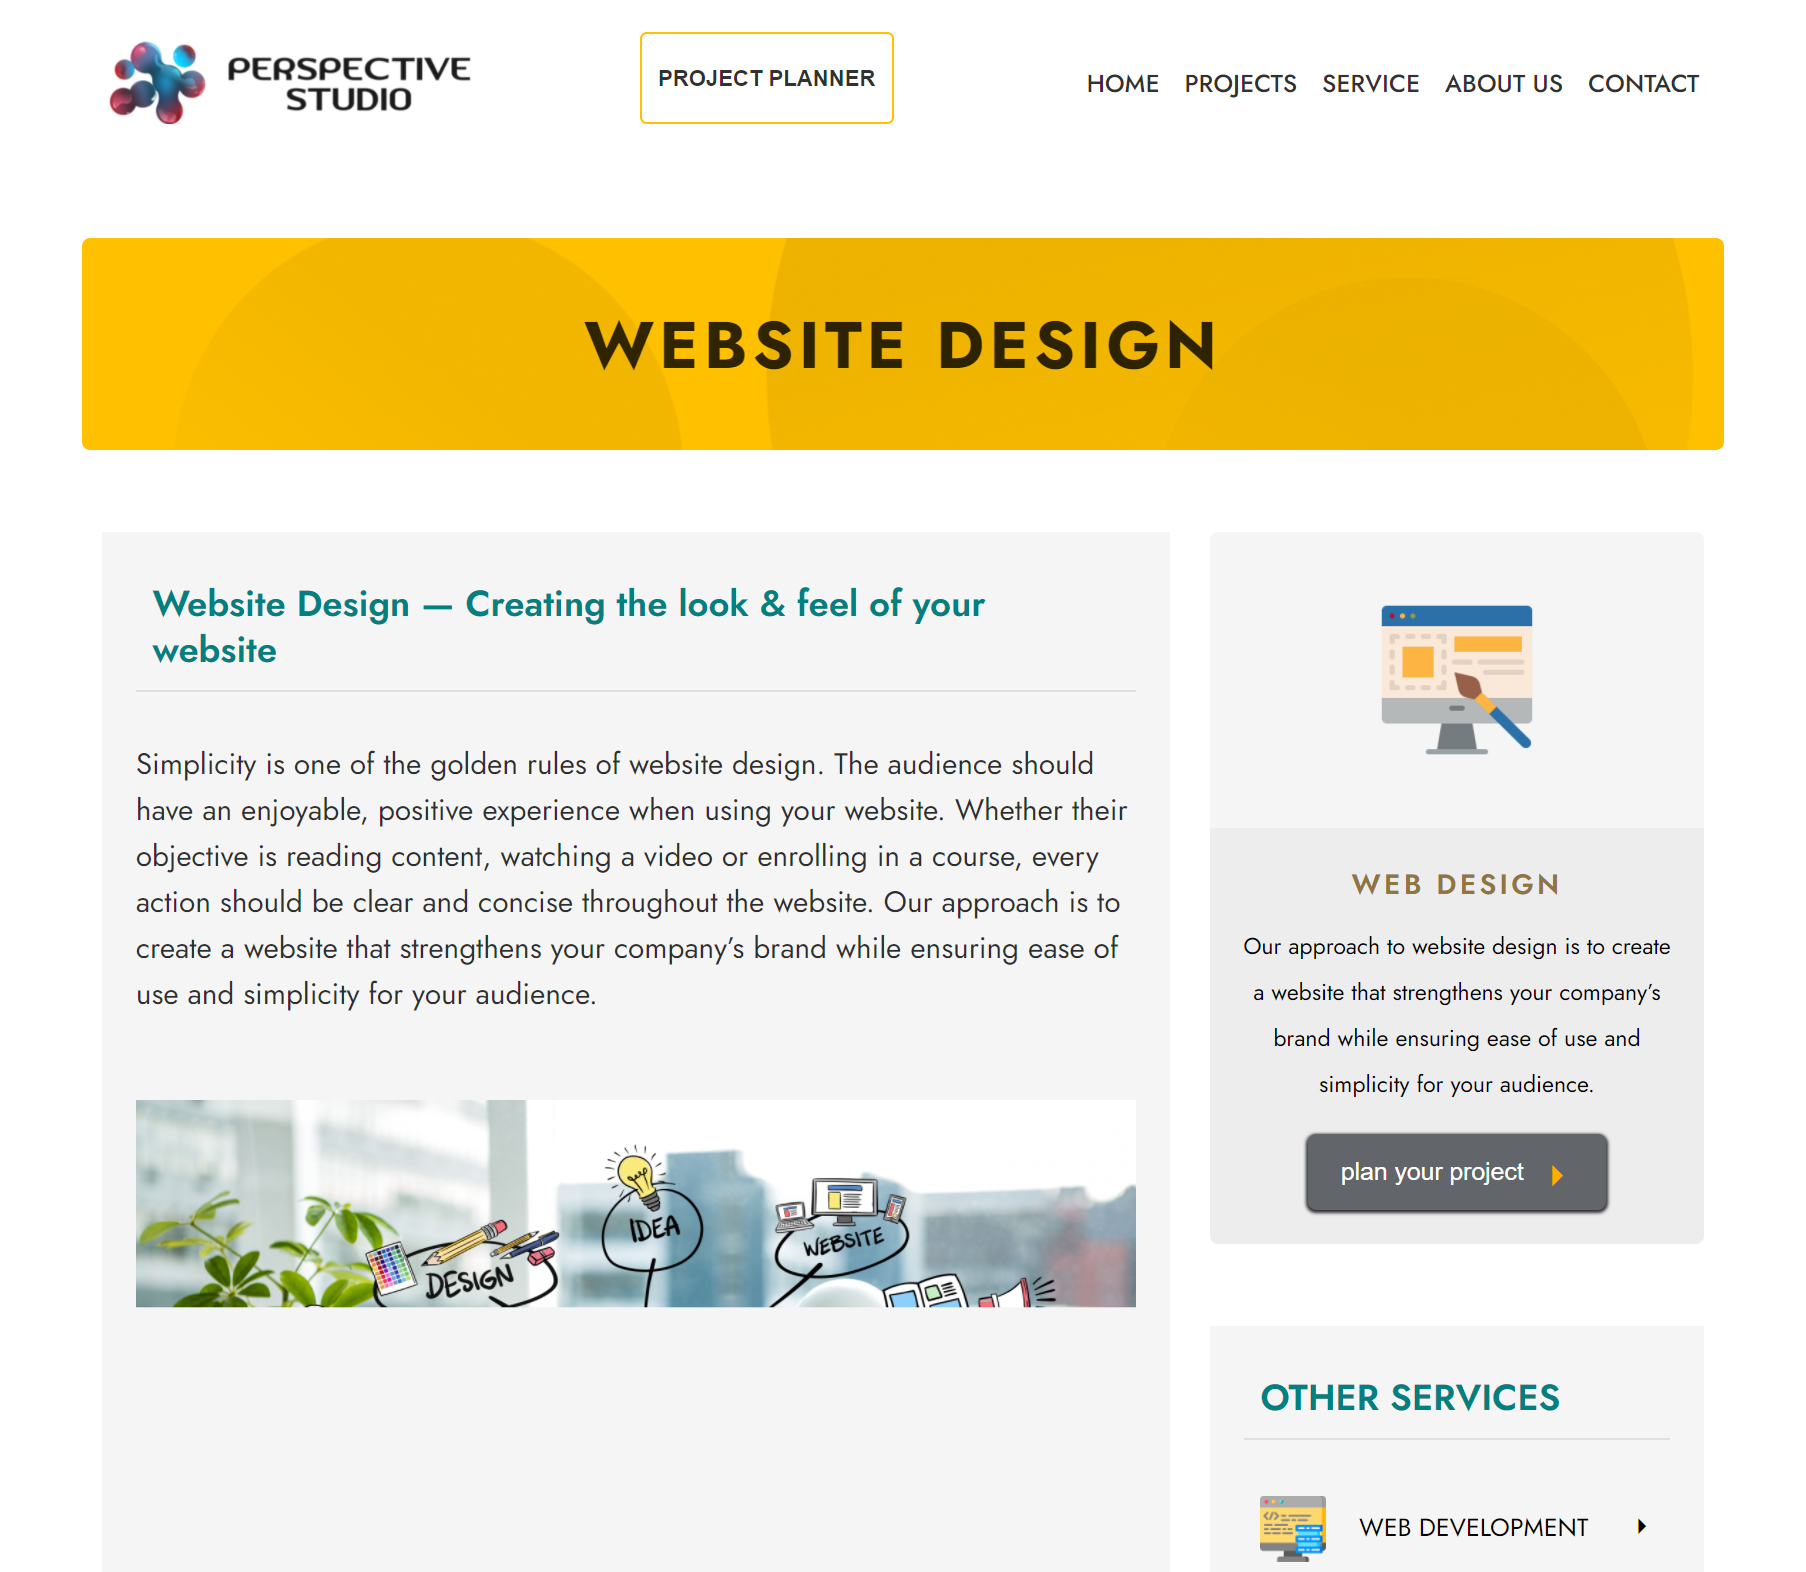 PERSPECTIVE
STUDIO
PROJECT PLANNER
HOME PROJECTS SERVICE ABOUT US CONTACT
WEBSITE DESIGN
Website Design — Creating the look & feel of your
website
Simplicity is one of the golden rules of website design. The audience should
have an enjoyable, positive experience when using your website. Whether their
objective is reading content, watching a video or enrolling in a course, every
action should be clear and concise throughout the website. Our approach is to
create a website that strengthens your company’s brand while ensuring ease of
use and simplicity for your audience.
DESIGN
IDEA
WEBSITE
WEB DESIGN
Our approach to website design is to create
a website that strengthens your company’s
brand while ensuring ease of use and
simplicity for your audience.
plan your project
OTHER SERVICES
WEB DEVELOPMENT